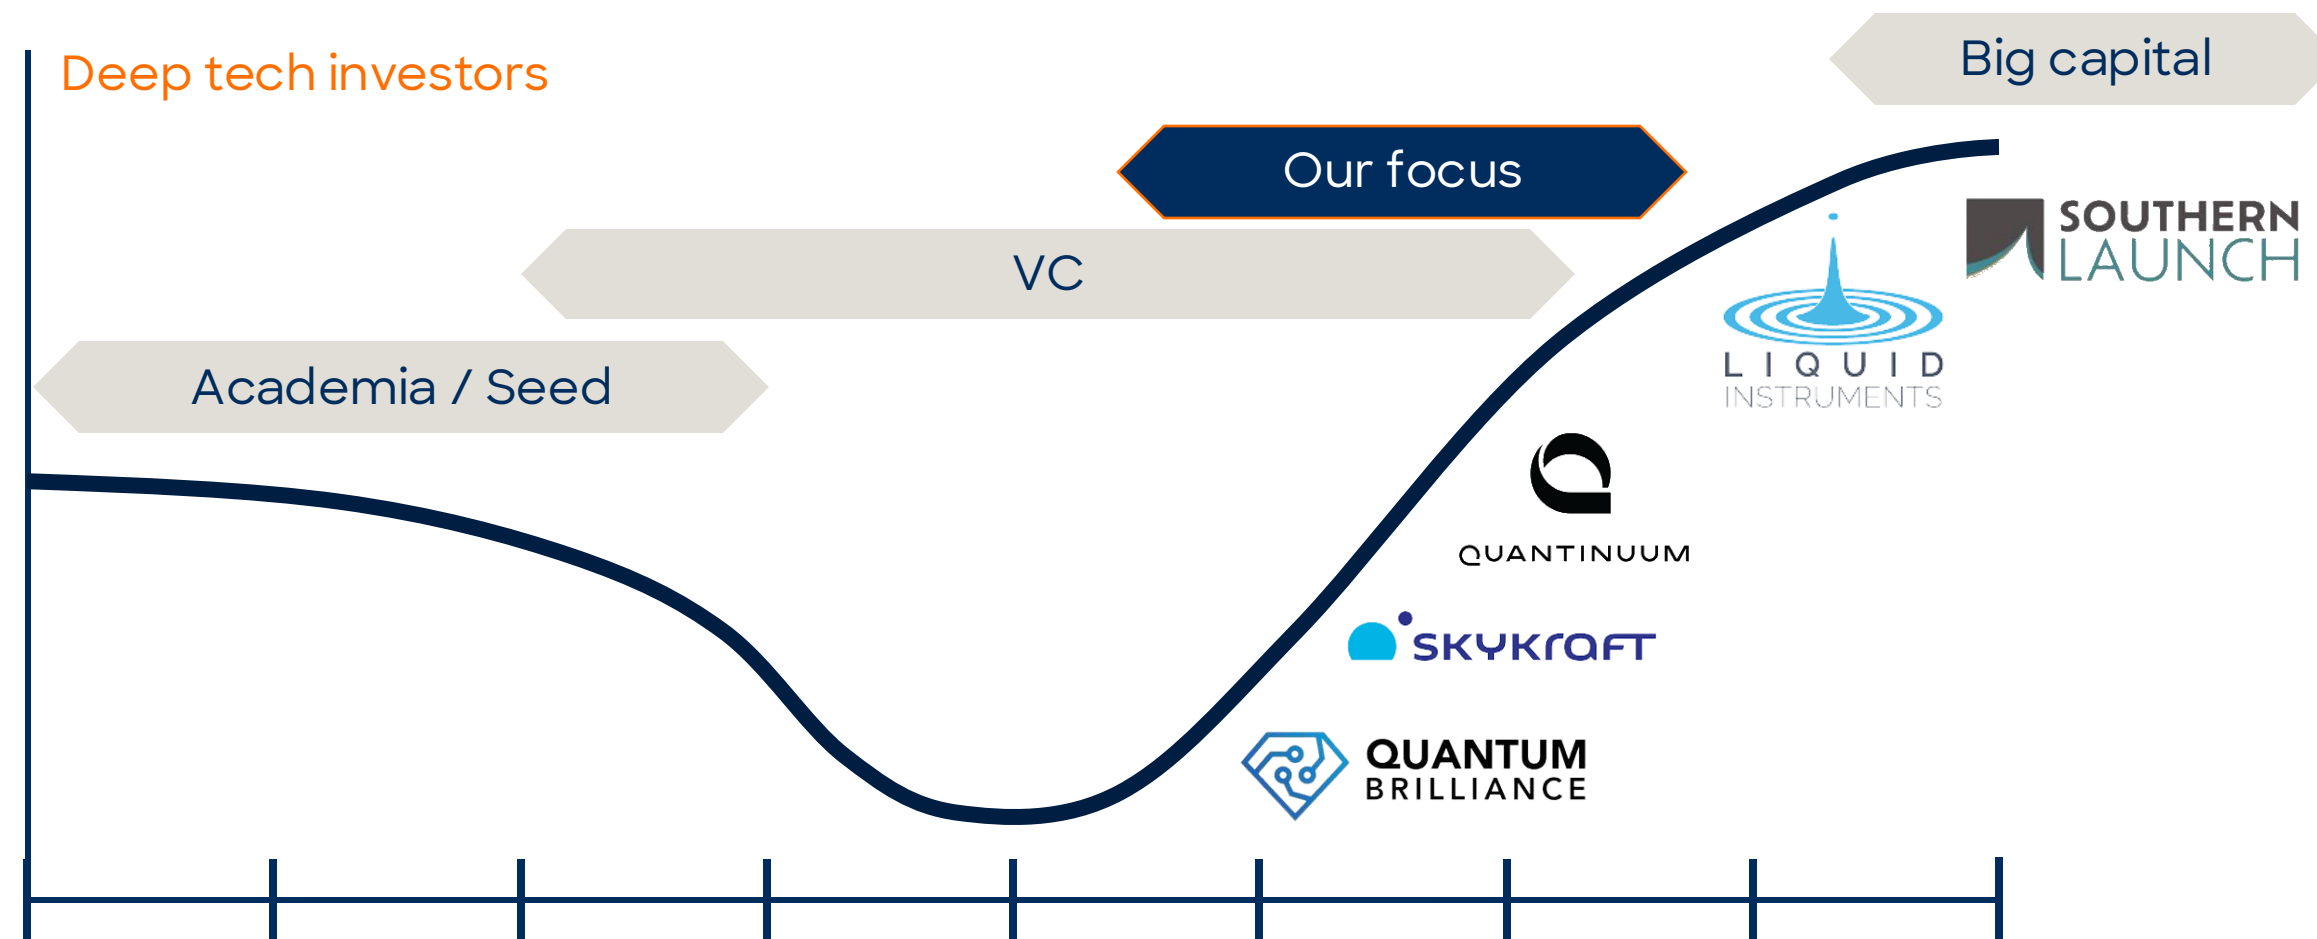 Deep tech investors
Big capital
Our focus
VC
Academia / Seed
SOUTHERN
LAUNCH
LIQUID
INSTRUMENTS
QUANTINUUM
SKYKRAFT
QUANTUM
BRILLIANCE